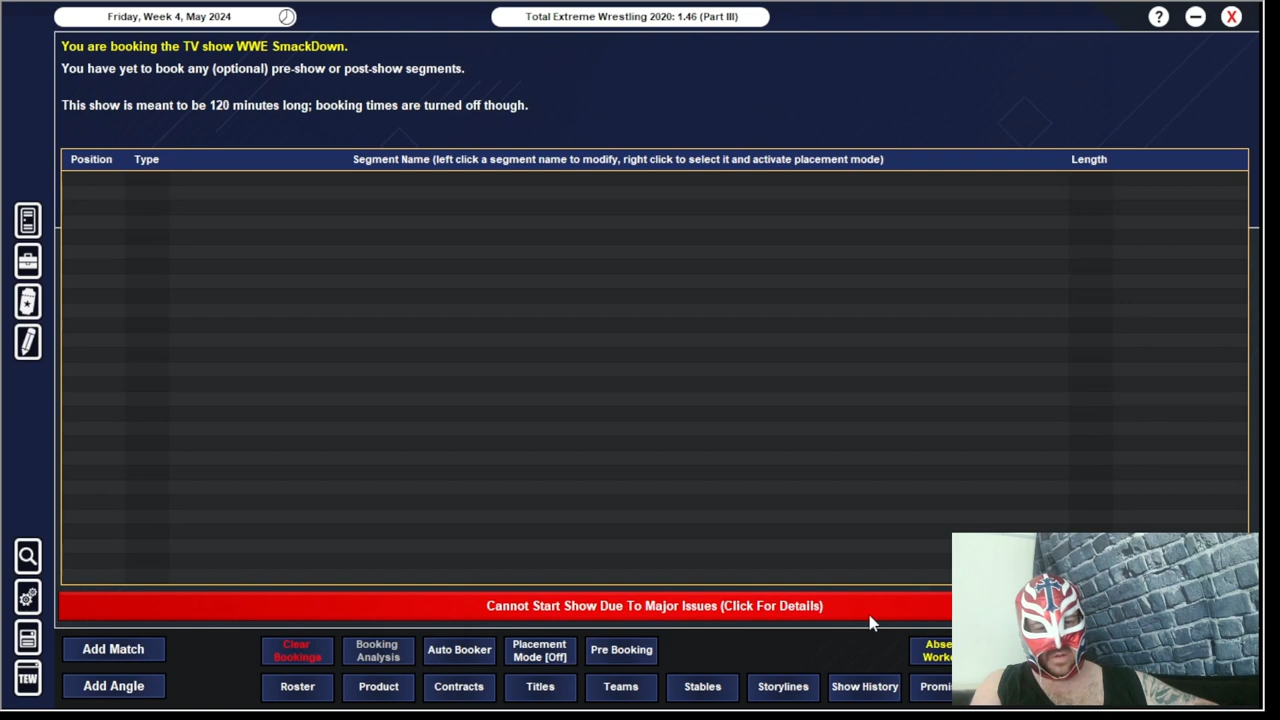 Friday, Week 4, May 2024
Total Extreme Wrestling 2020: 1.46 (Part III)
?
X
You are booking the TV show WWE SmackDown.
You have yet to book any (optional) pre-show or post-show segments.
This show is meant to be 120 minutes long; booking times are turned off though.
Position Type Segment Name (left click a segment name to modify, right click to select it and activate placement mode) Length
Cannot Start Show Due To Major Issues (Click For Details)
Add Match
Clear
Bookings
Booking
Analysis
Auto Booker
Placement
Mode [Off]
Pre Booking
Abse
Work
Add Angle
Roster
Product
Contracts
Titles
Teams
Stables
Storylines
Show History
Promi
TEW